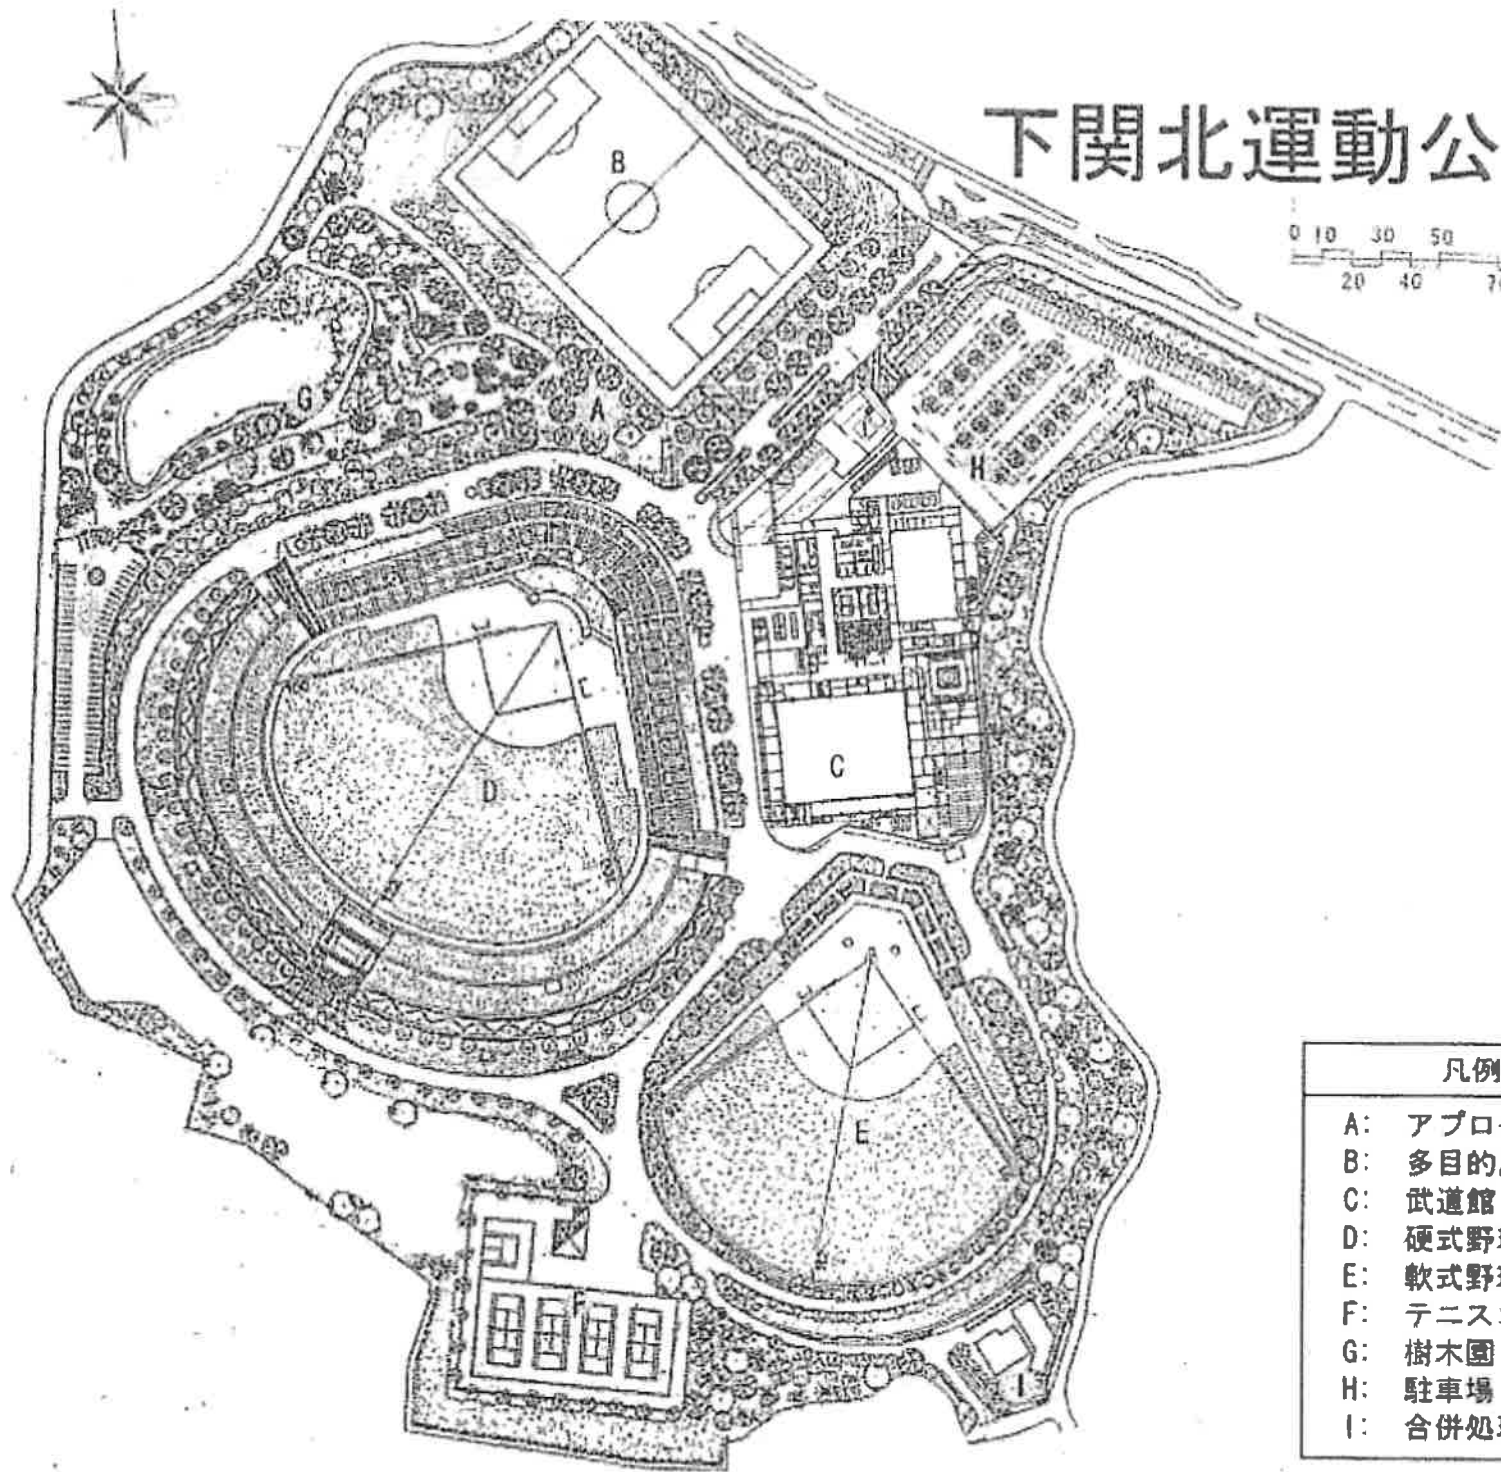 下関北運動公
0 10 30 50
20 40 70
B
G
A
H
D
C
E
F
I
凡例
A: アプロ
B: 多目的
C: 武道館
D: 硬式野
E: 軟式野
F: テニス
G: 樹木園
H: 駐車場
I: 合併処